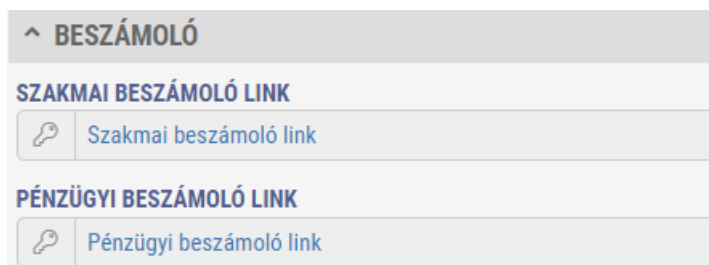 BESZÁMOLÓ
SZAKMAI BESZÁMOLÓ LINK
Szakmai beszámoló link
PÉNZÜGYI BESZÁMOLÓ LINK
Pénzügyi beszámoló link